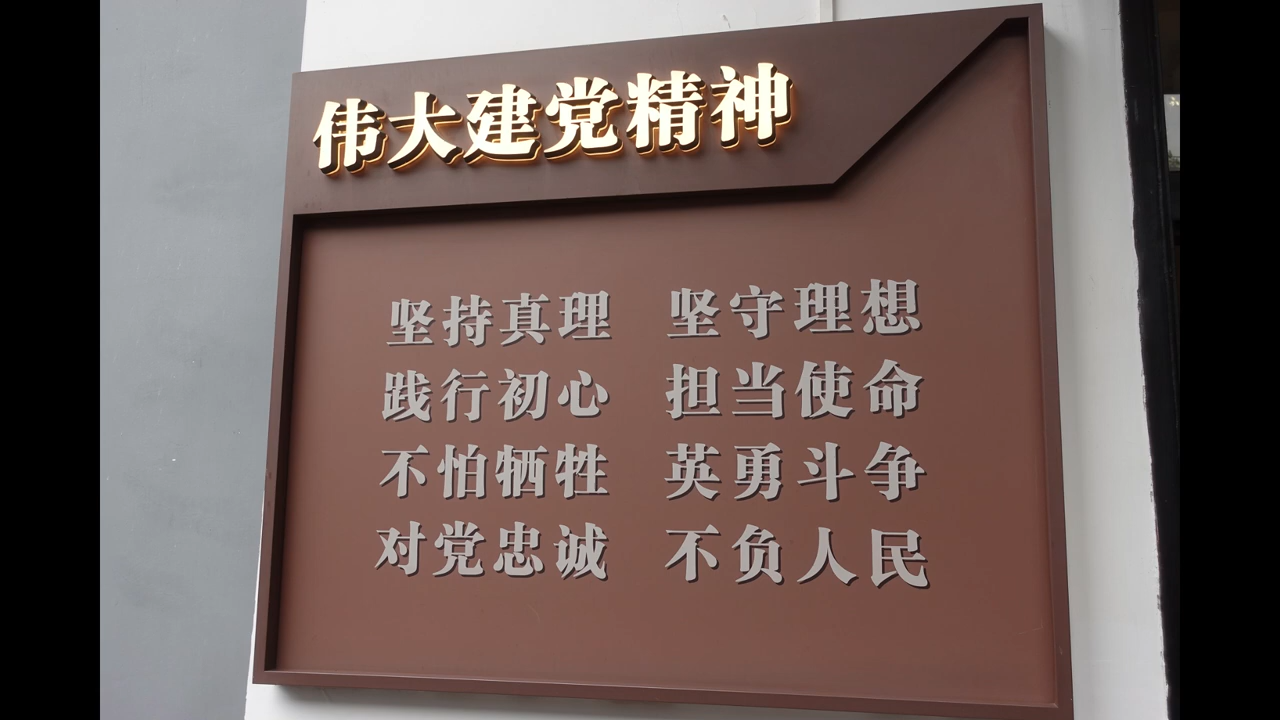 伟大建党精神
坚持真理 坚守理想
践行初心 担当使命
不怕牺牲 英勇斗争
对党忠诚 不负人民